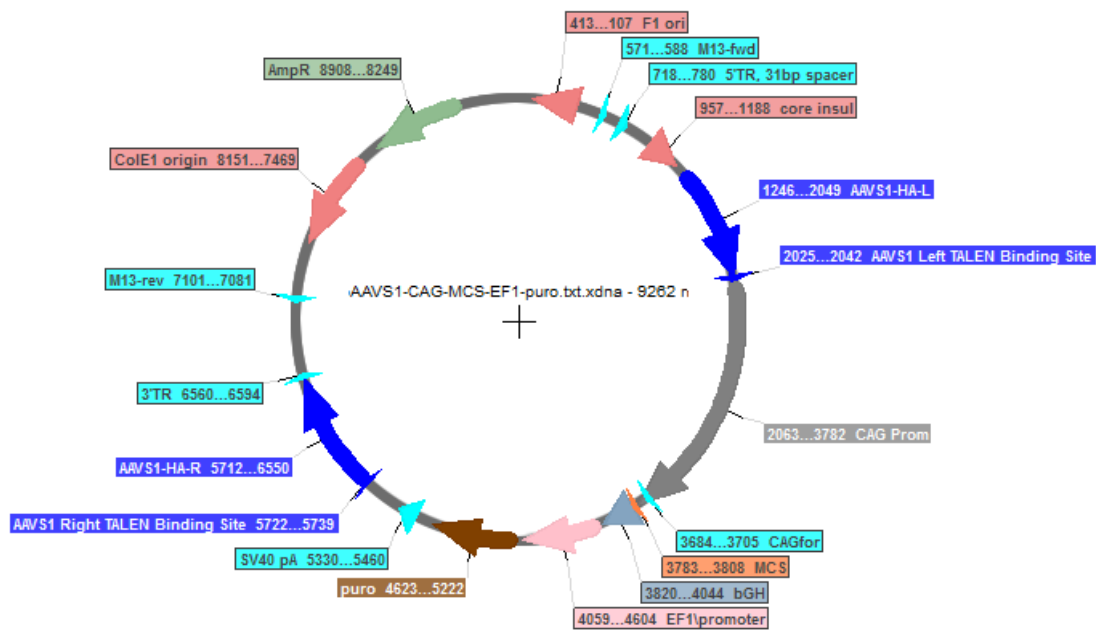 413...107 F1 ori
571...588 M13-fwd
AmpR 8908...8249
718...780 5'TR, 31bp spacer
957...1188 core insul
ColE1 origin 8151...7469
1246...2049 AAVS1-HA-L
2025...2042 AAVS1 Left TALEN Binding Site
M13-rev 7101...7081
\AAVS1-CAG-MCS-EF1-puro.txt.xdna - 9262 n
3'TR 6560...6594
2063...3782 CAG Prom
AAVS1-HA-R 5712...6550
AAVS1 Right TALEN Binding Site 5722...5739
3684...3705 CAGfor
SV40 pA 5330...5460
3783...3808 MCS
puro 4623...5222
3820...4044 bGH
4059...4604 EF1\promoter